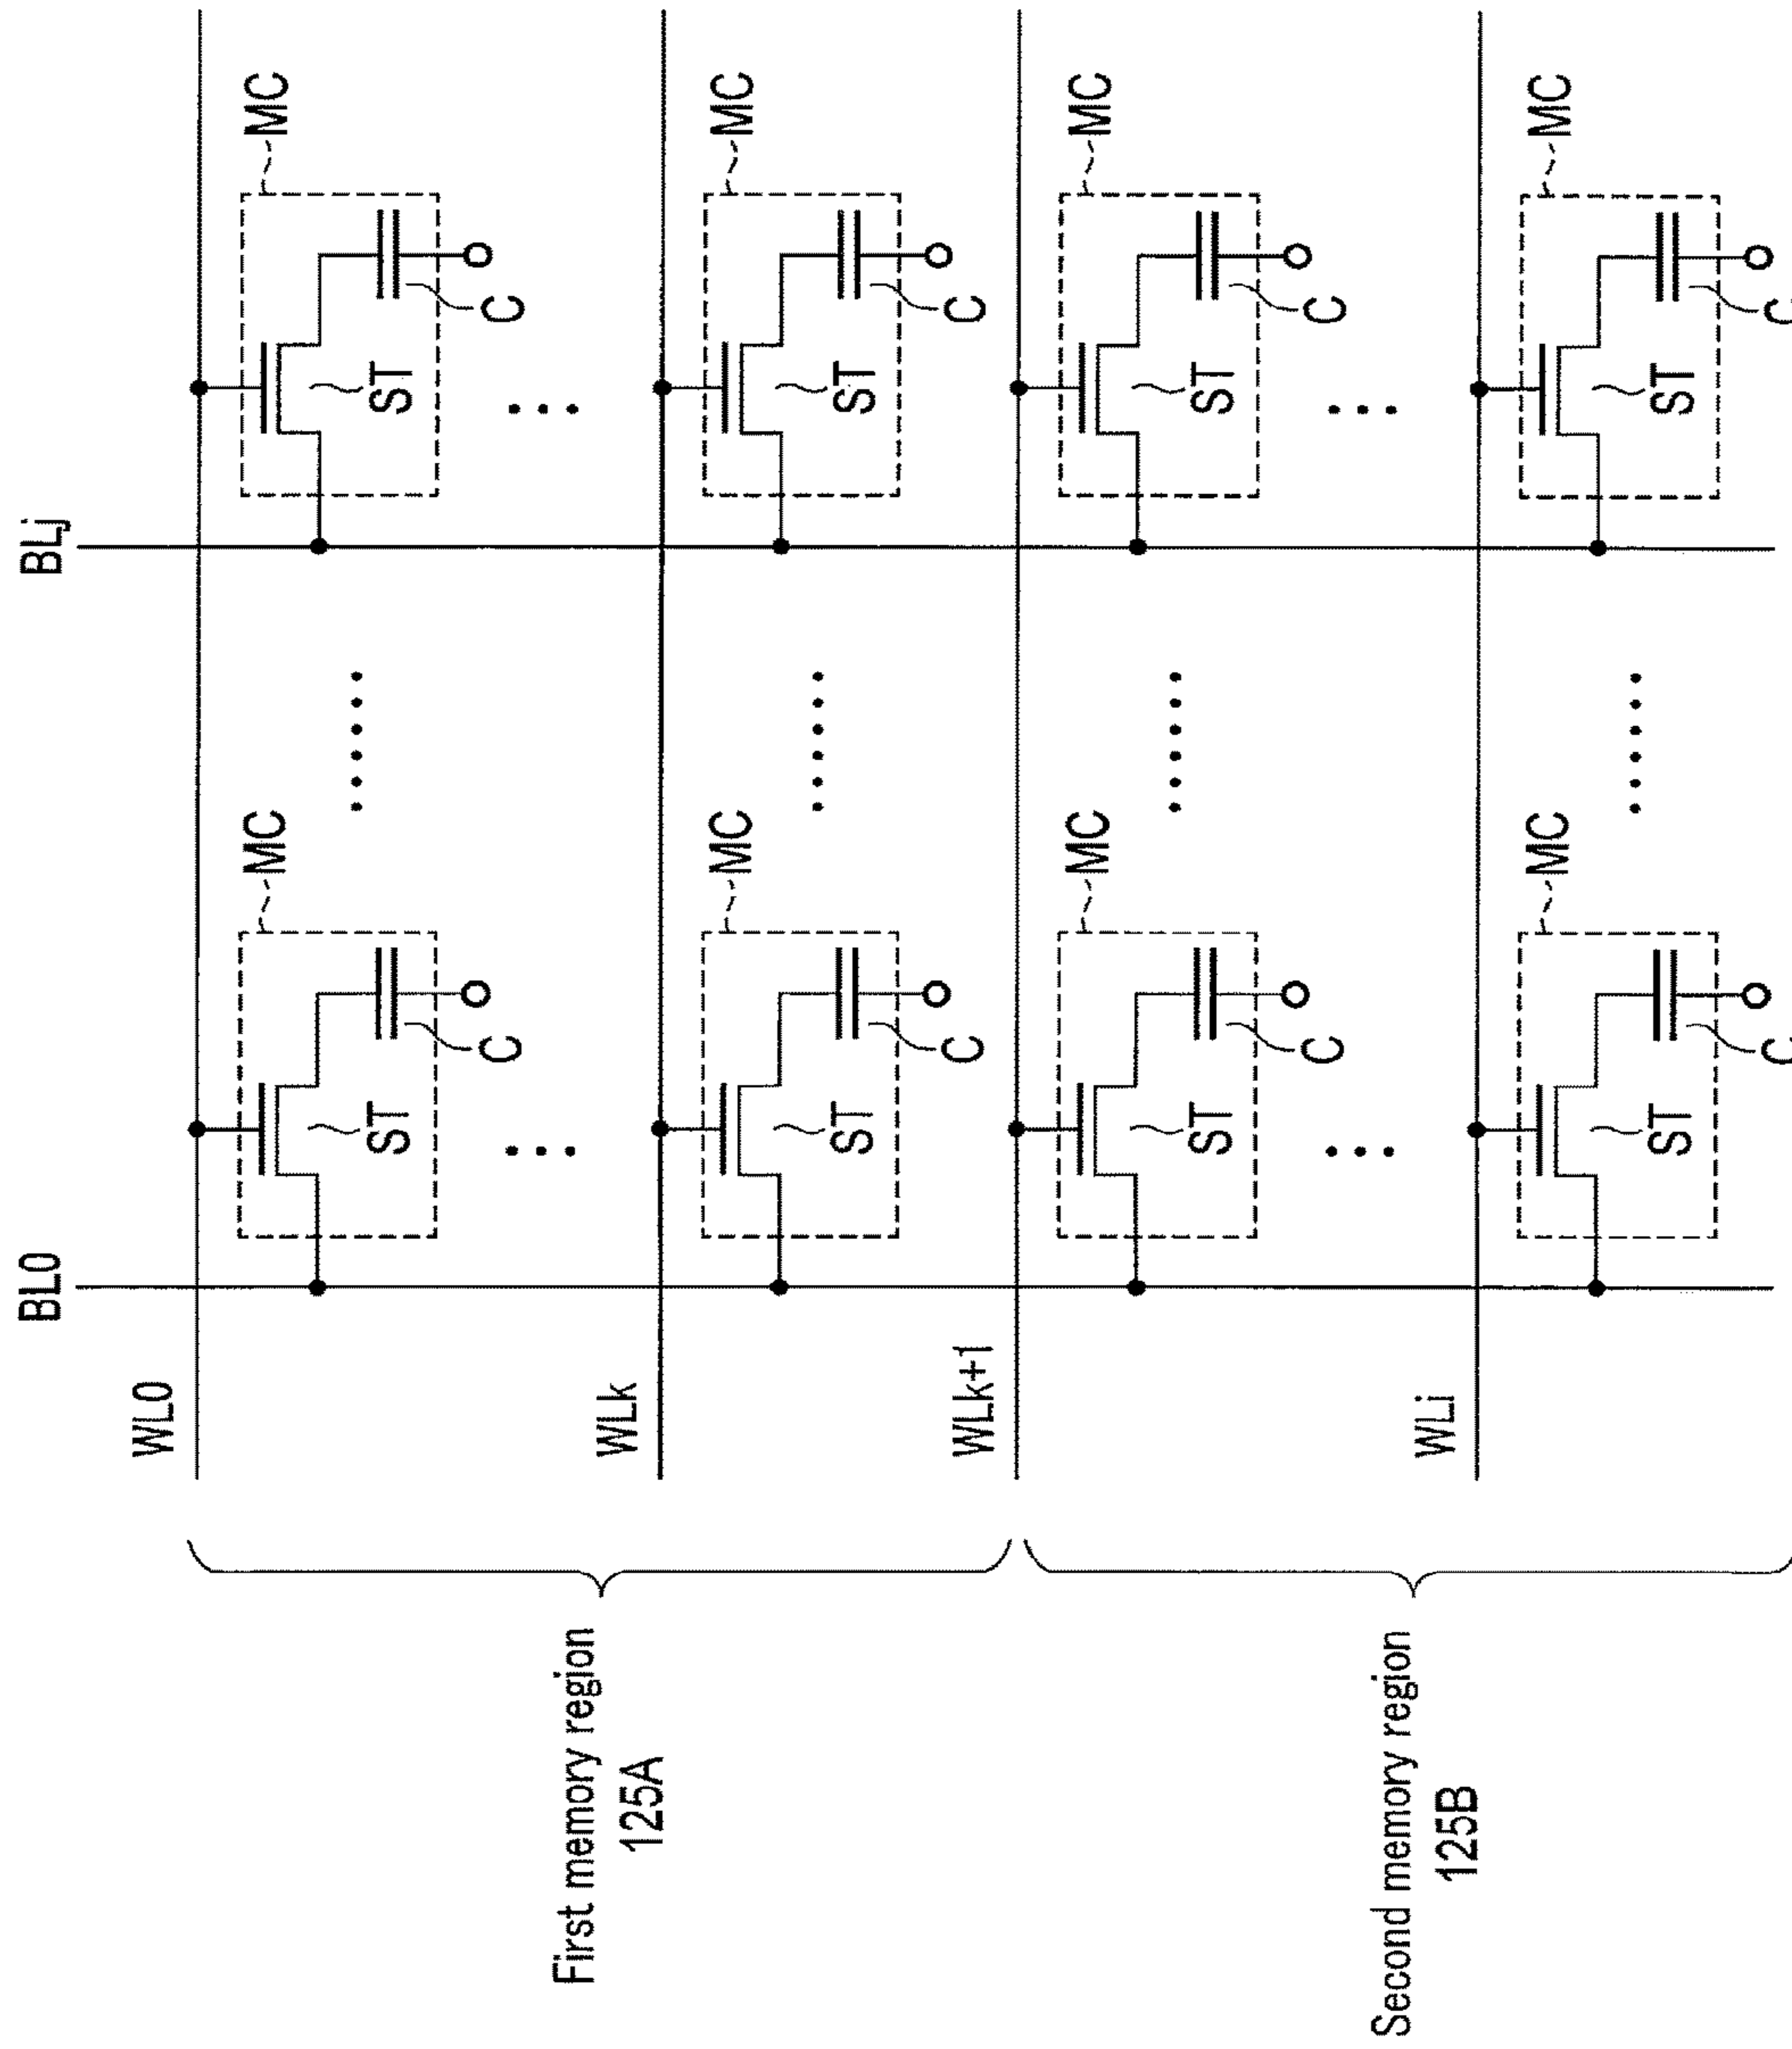 BL0
BLj
WL0
MC
MC
ST
ST
C
C
First memory region
125A
WLk
MC
MC
ST
ST
C
C
WLk+1
MC
MC
ST
ST
C
C
Second memory region
125B
WLi
MC
MC
ST
ST
C
C